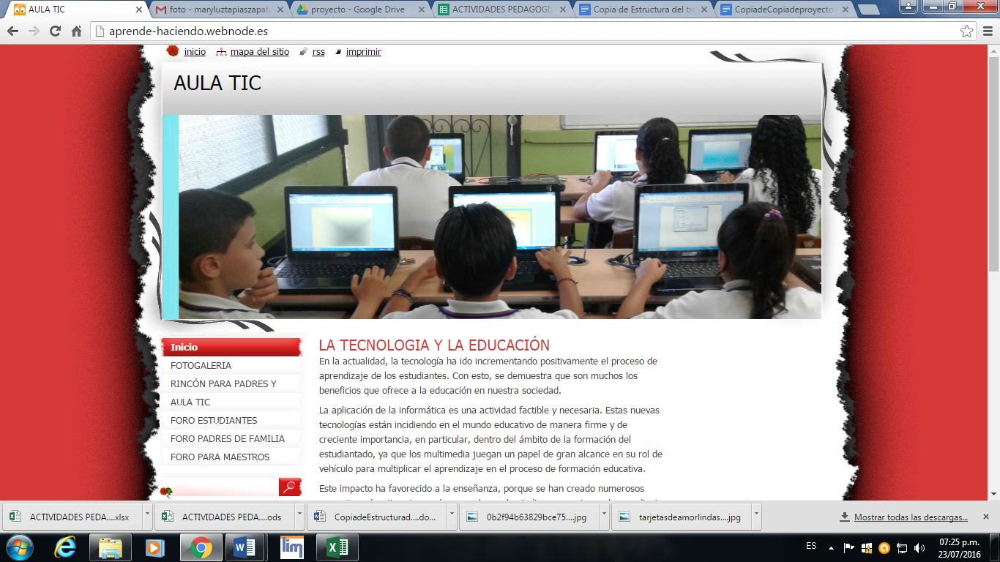 AULA TIC
foto - maryluztapiaszapata
proyecto - Google Drive
ACTIVIDADES PEDAGOGIC
Copia de Estructura del tra
CopiadeCopiadeproyecto
aprende-haciendo.webnode.es
inicio mapa del sitio rss imprimir
AULA TIC
Inicio
FOTOGALERIA
RINCÓN PARA PADRES Y
AULA TIC
FORO ESTUDIANTES
FORO PADRES DE FAMILIA
FORO PARA MAESTROS
LA TECNOLOGIA Y LA EDUCACIÓN
En la actualidad, la tecnología ha ido incrementando positivamente el proceso de
aprendizaje de los estudiantes. Con esto, se demuestra que son muchos los
beneficios que ofrece a la educación en nuestra sociedad.
La aplicación de la informática es una actividad factible y necesaria. Estas nuevas
tecnologías están incidiendo en el mundo educativo de manera firme y de
creciente importancia, en particular, dentro del ámbito de la formación del
estudiantado, ya que los multimedia juegan un papel de gran alcance en su rol de
vehículo para multiplicar el aprendizaje en el proceso de formación educativa.
Este impacto ha favorecido a la enseñanza, porque se han creado numerosos
ACTIVIDADES PEDA....xlsx
ACTIVIDADES PEDA....ods
CopiadeEstructurad....do...
0b2f94b63829bce75....jpg
tarjetasdeamorlindas....jpg
Mostrar todas las descargas...
lim
ES
07:25 p.m.
23/07/2016